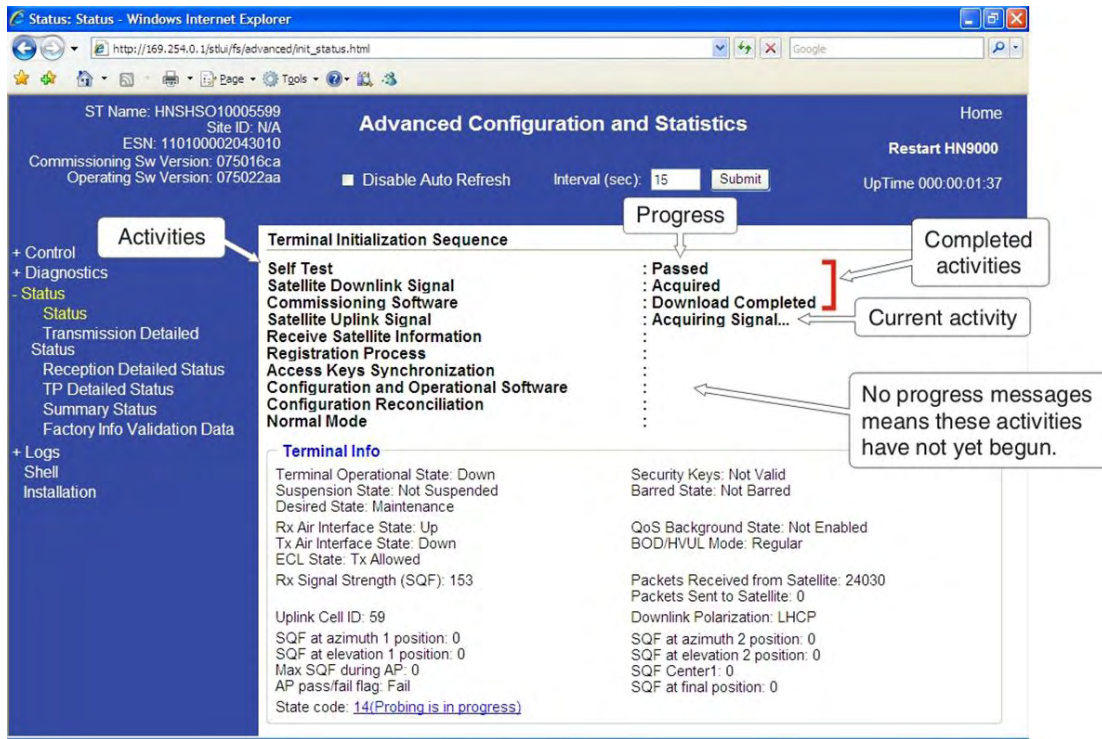 Status: Status - Windows Internet Explorer
http://169.254.0.1/stlui/fs/advanced/init_status.html
Google
Page
Tools
ST Name: HNSHSO10005599
Site ID: N/A
ESN: 110100002043010
Commissioning Sw Version: 075016ca
Operating Sw Version: 075022aa
Advanced Configuration and Statistics
Disable Auto Refresh
Interval (sec): 15
Submit
Home
Restart HN9000
UpTime 000:00:01:37
Activities
Progress
Completed activities
Current activity
No progress messages
means these activities
have not yet begun.
+ Control
+ Diagnostics
- Status
Status
Transmission Detailed
Status
Reception Detailed Status
TP Detailed Status
Summary Status
Factory Info Validation Data
+ Logs
Shell
Installation
Terminal Initialization Sequence
Self Test : Passed
Satellite Downlink Signal : Acquired
Commissioning Software : Download Completed
Satellite Uplink Signal : Acquiring Signal...
Receive Satellite Information :
Registration Process :
Access Keys Synchronization :
Configuration and Operational Software :
Configuration Reconciliation :
Normal Mode :
Terminal Info
Terminal Operational State: Down
Security Keys: Not Valid
Suspension State: Not Suspended
Barred State: Not Barred
Desired State: Maintenance
Rx Air Interface State: Up
QoS Background State: Not Enabled
Tx Air Interface State: Down
BOD/HVUL Mode: Regular
ECL State: Tx Allowed
Rx Signal Strength (SQF): 153
Packets Received from Satellite: 24030
Packets Sent to Satellite: 0
Uplink Cell ID: 59
Downlink Polarization: LHCP
SQF at azimuth 1 position: 0
SQF at azimuth 2 position: 0
SQF at elevation 1 position: 0
SQF at elevation 2 position: 0
Max SQF during AP: 0
SQF Center1: 0
AP pass/fail flag: Fail
SQF at final position: 0
State code: 14(Probing is in progress)